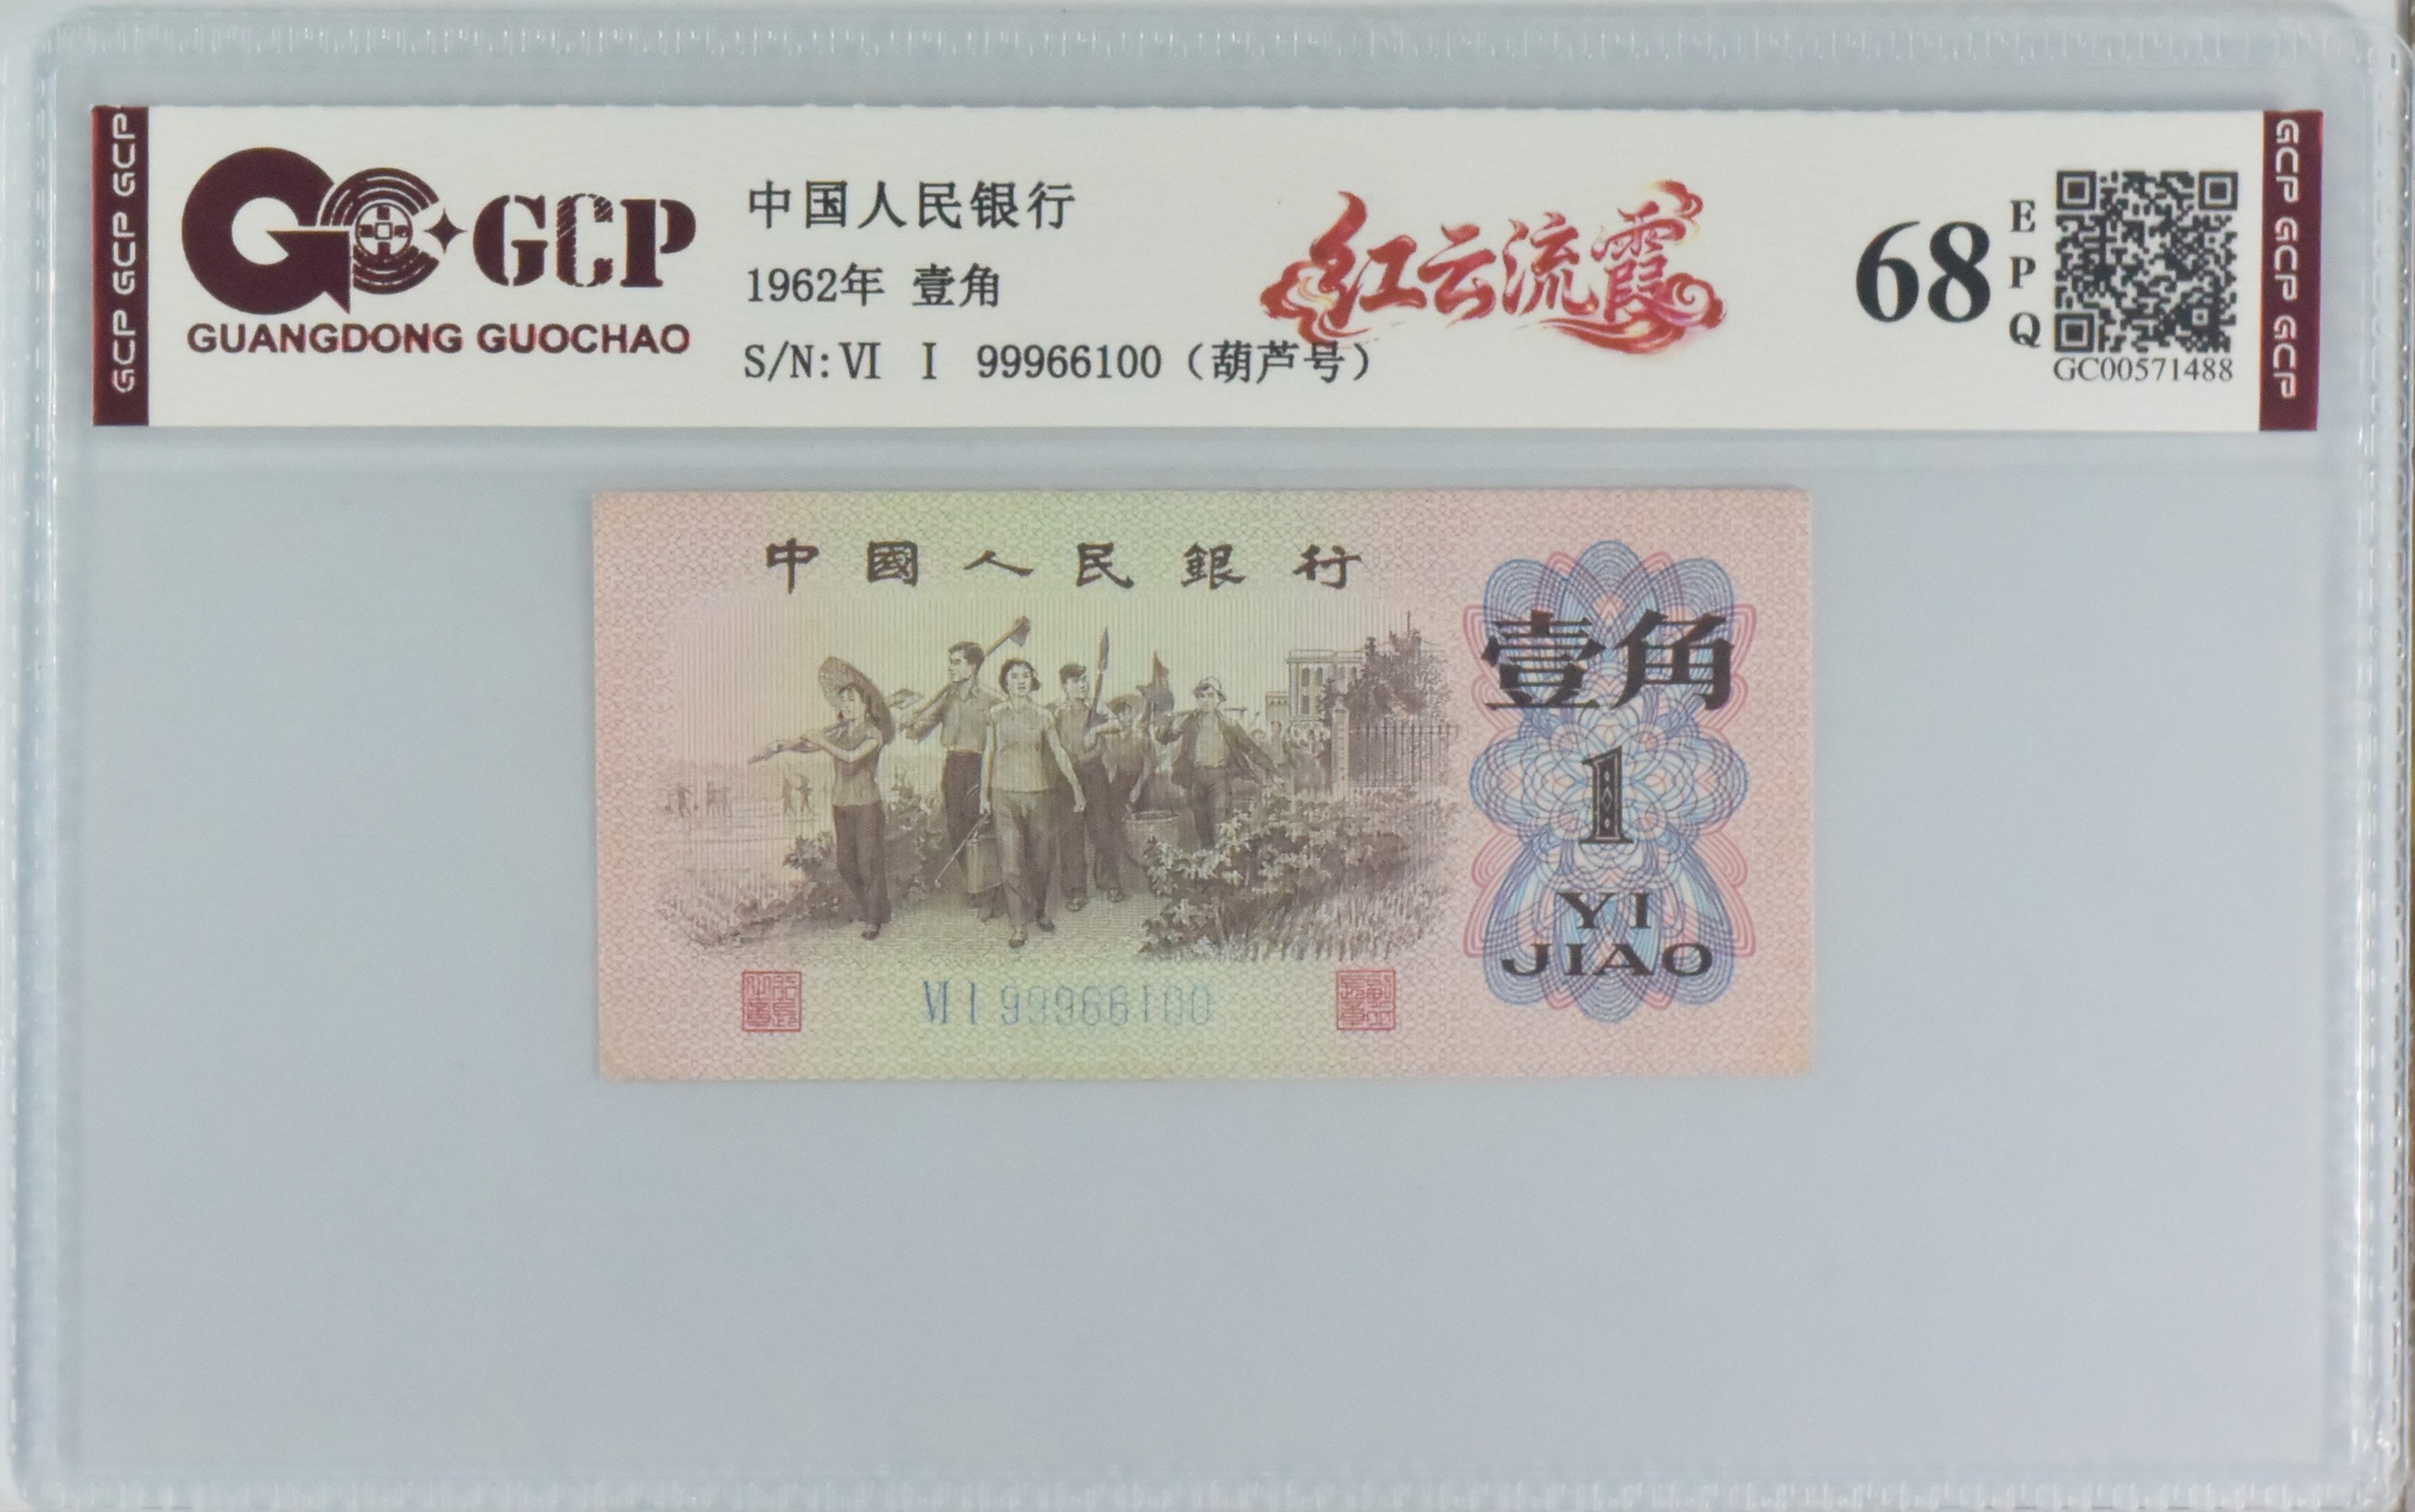 GCP GCP GCP
GCP
GUANGDONG GUOCHAO
中国人民银行
1962年 壹角
S/N: VI I 99966100（葫芦号）
红云流霞
68
EPQ
GC00571488
GCP GCP GCP
中國人民銀行
壹角
1
YI
JIAO
VI I 99966100